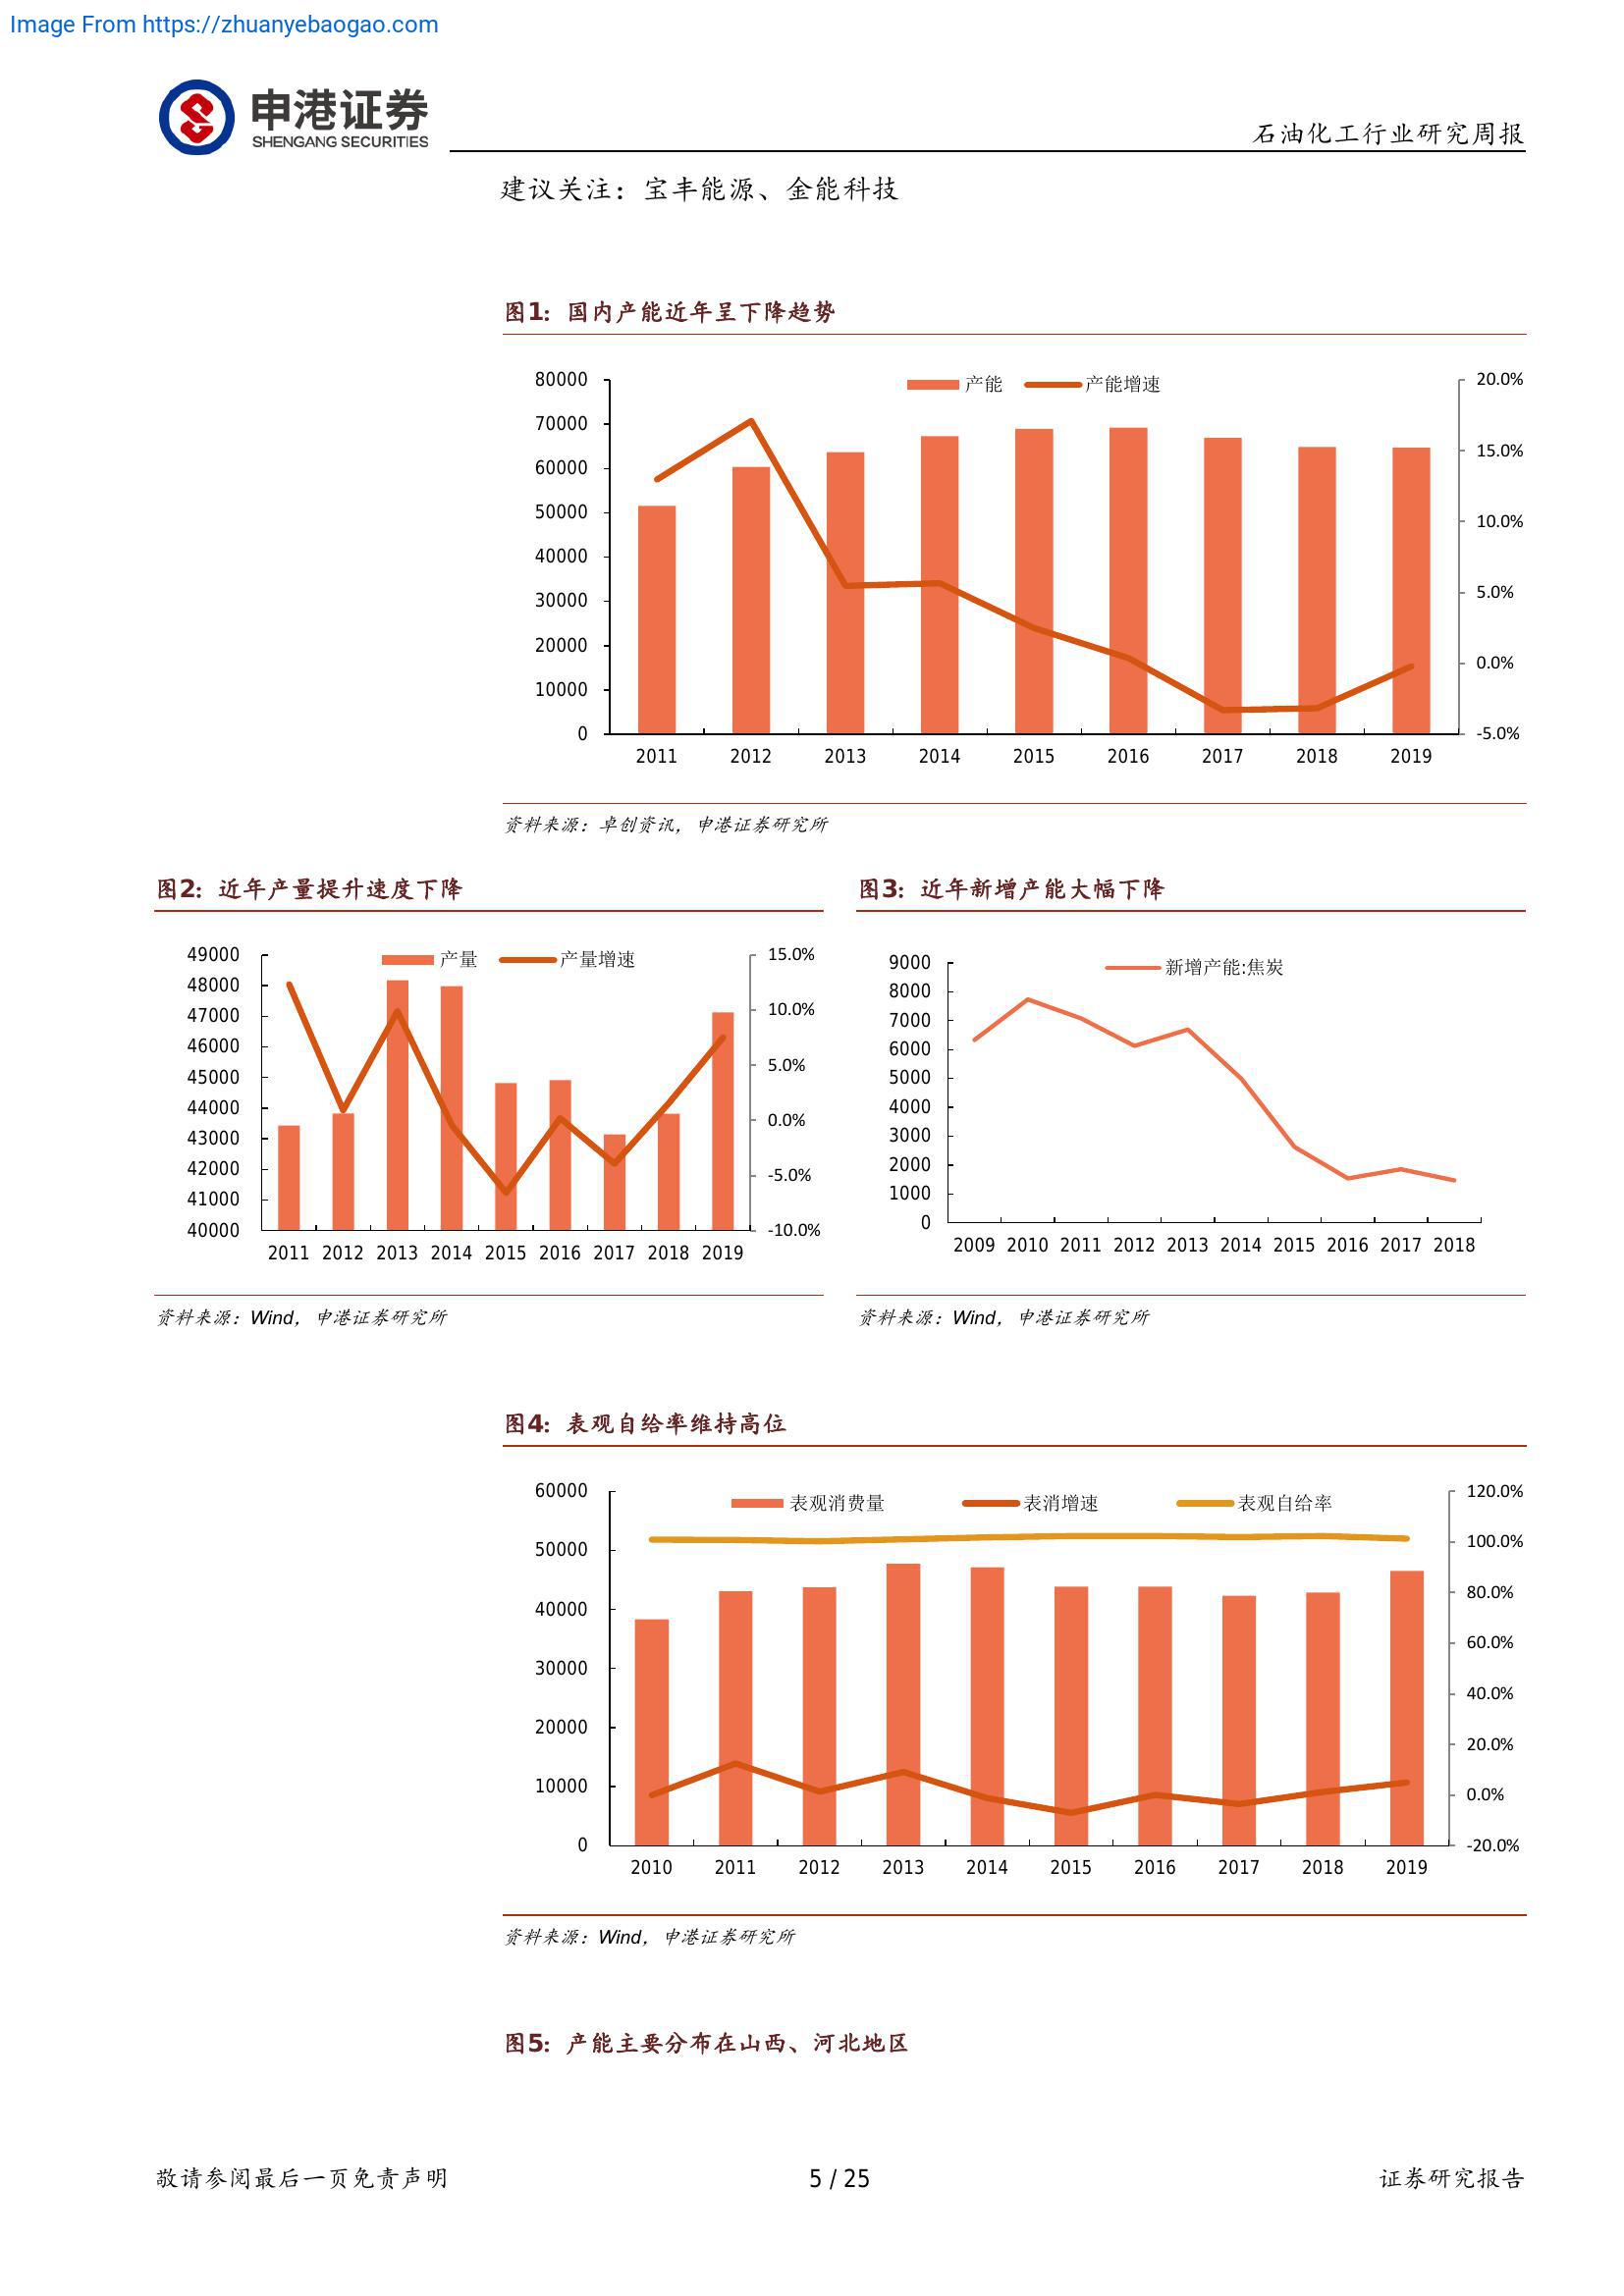 Image From https://zhuanyebaogao.com
申港证券
SHENGANG SECURITIES
石油化工行业研究周报
建议关注：宝丰能源、金能科技
图1：国内产能近年呈下降趋势
产能 产能增速
80000
70000
60000
50000
40000
30000
20000
10000
0
20.0%
15.0%
10.0%
5.0%
0.0%
-5.0%
2011 2012 2013 2014 2015 2016 2017 2018 2019
资料来源：卓创资讯，申港证券研究所
图2：近年产量提升速度下降
产量 产量增速
49000
48000
47000
46000
45000
44000
43000
42000
41000
40000
15.0%
10.0%
5.0%
0.0%
-5.0%
-10.0%
2011 2012 2013 2014 2015 2016 2017 2018 2019
资料来源：Wind，申港证券研究所
图3：近年新增产能大幅下降
新增产能:焦炭
9000
8000
7000
6000
5000
4000
3000
2000
1000
0
2009 2010 2011 2012 2013 2014 2015 2016 2017 2018
资料来源：Wind，申港证券研究所
图4：表观自给率维持高位
表观消费量 表消增速 表观自给率
60000
50000
40000
30000
20000
10000
0
120.0%
100.0%
80.0%
60.0%
40.0%
20.0%
0.0%
-20.0%
2010 2011 2012 2013 2014 2015 2016 2017 2018 2019
资料来源：Wind，申港证券研究所
图5：产能主要分布在山西、河北地区
敬请参阅最后一页免责声明
5 / 25
证券研究报告